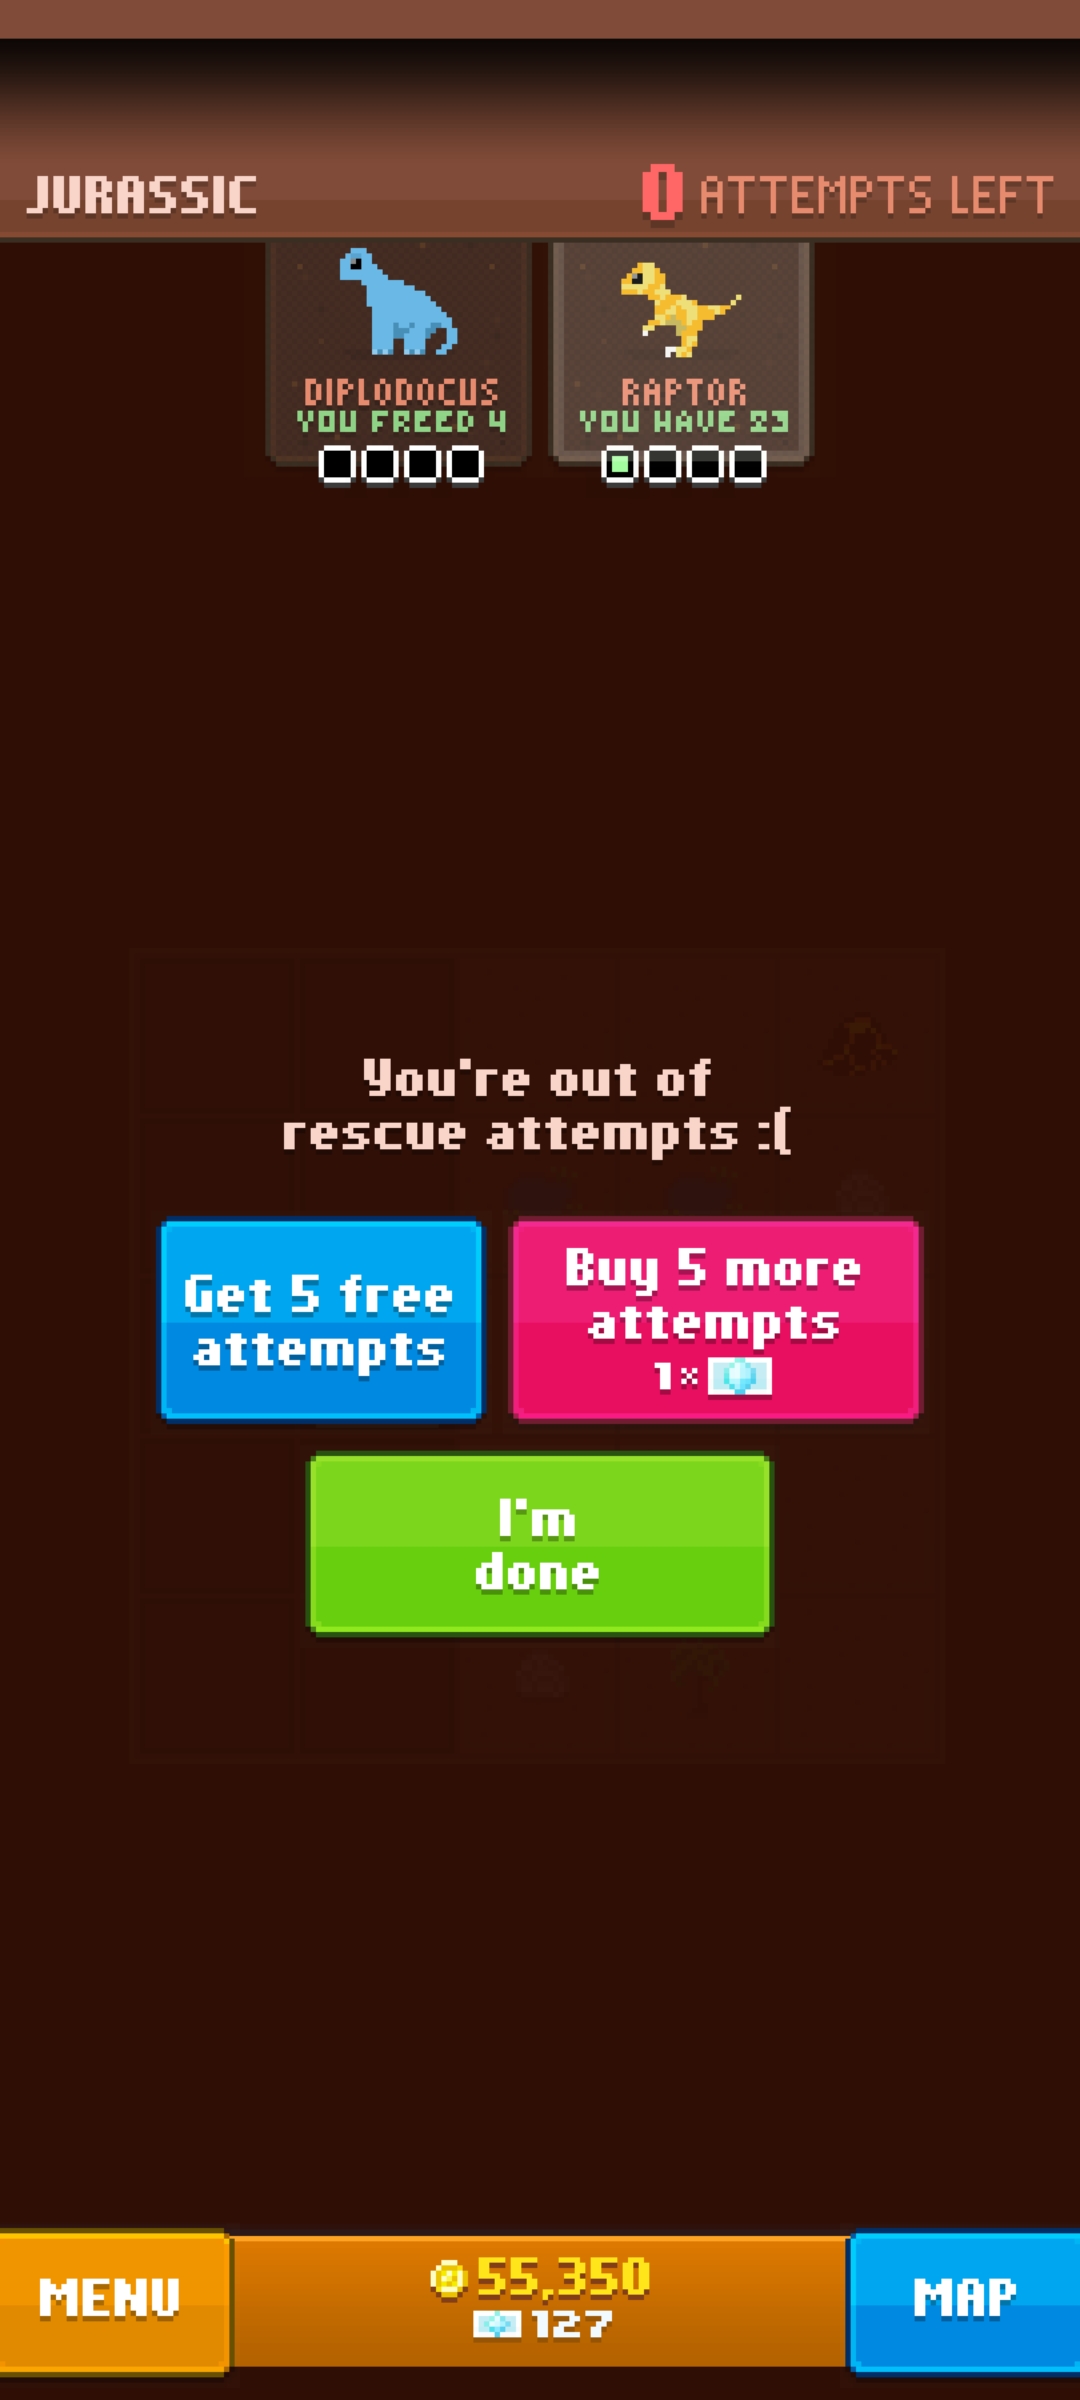 JURASSIC
0 ATTEMPTS LEFT
DIPLODOCUS
YOU FREED 4
RAPTOR
YOU HAVE 23
You're out of
rescue attempts :(
Get 5 free
attempts
Buy 5 more
attempts
1×
I'm
done
MENU
55,350
127
MAP